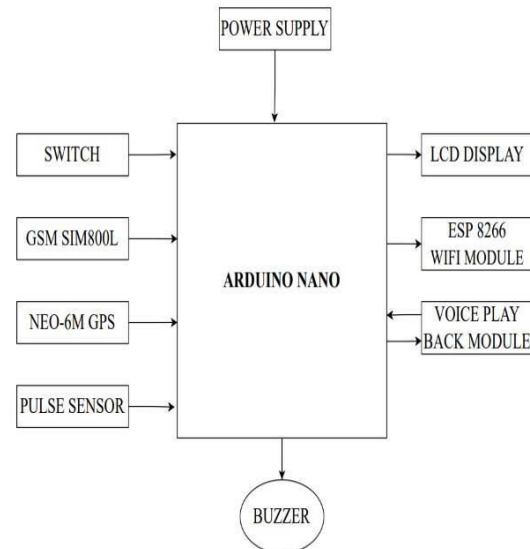 POWER SUPPLY
SWITCH
GSM SIM800L
NEO-6M GPS
PULSE SENSOR
ARDUINO NANO
LCD DISPLAY
ESP 8266
WIFI MODULE
VOICE PLAY
BACK MODULE
BUZZER